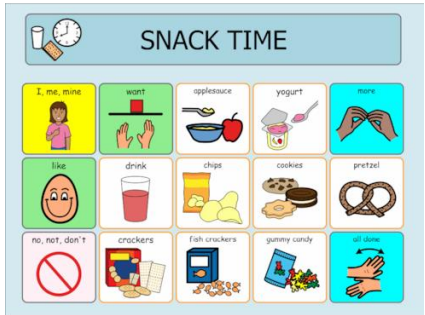 SNACK TIME
I, me, mine
want
applesauce
yogurt
more
like
drink
chips
cookies
pretzel
no, not, don't
crackers
fish crackers
yummy candy
all done